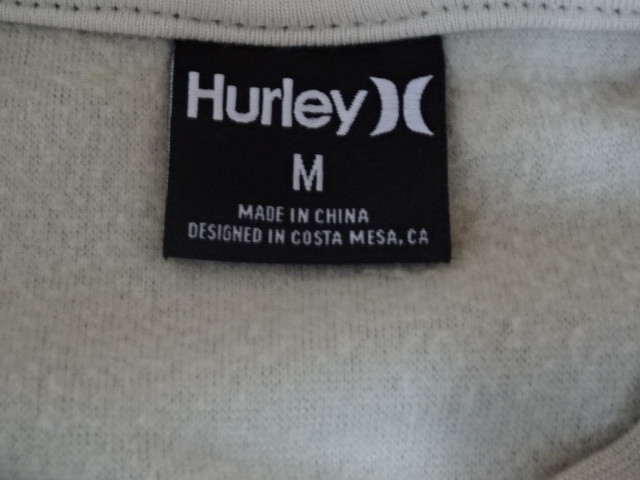 Hurley
M
MADE IN CHINA
DESIGNED IN COSTA MESA, CA